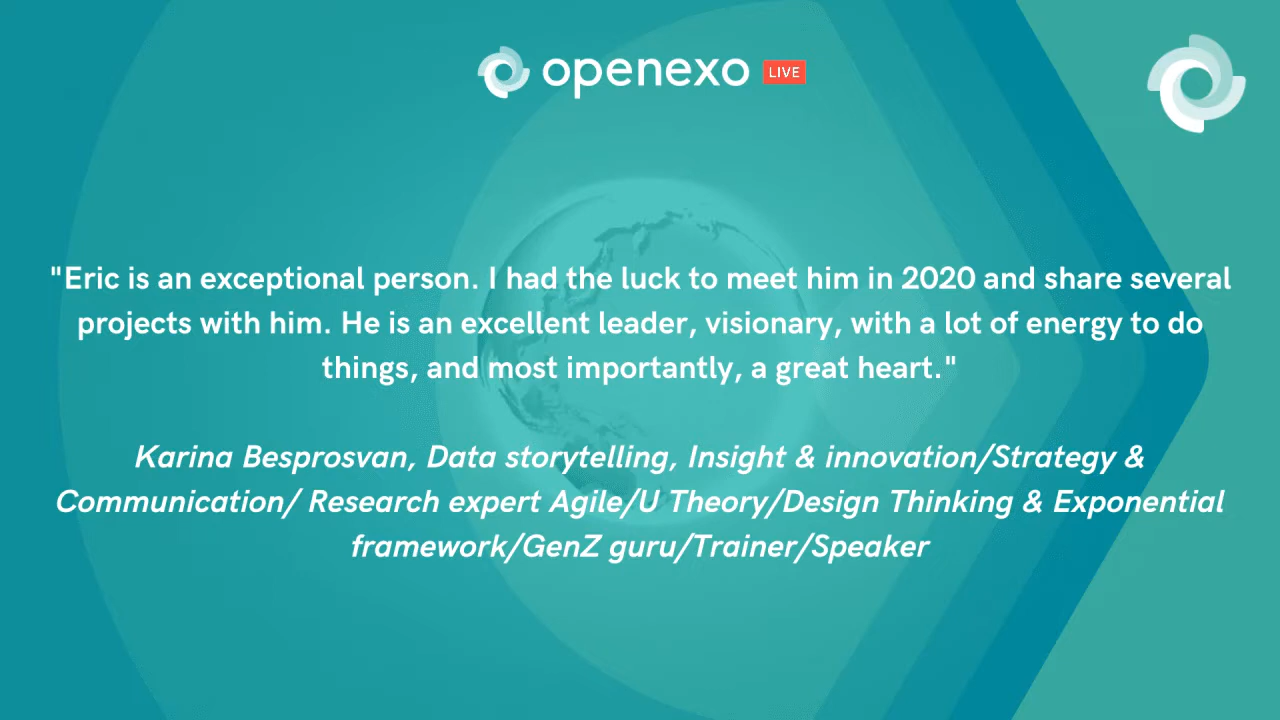 openexo LIVE
"Eric is an exceptional person. I had the luck to meet him in 2020 and share several
projects with him. He is an excellent leader, visionary, with a lot of energy to do
things, and most importantly, a great heart."
Karina Besprosvan, Data storytelling, Insight & innovation/Strategy &
Communication/ Research expert Agile/U Theory/Design Thinking & Exponential
framework/GenZ guru/Trainer/Speaker